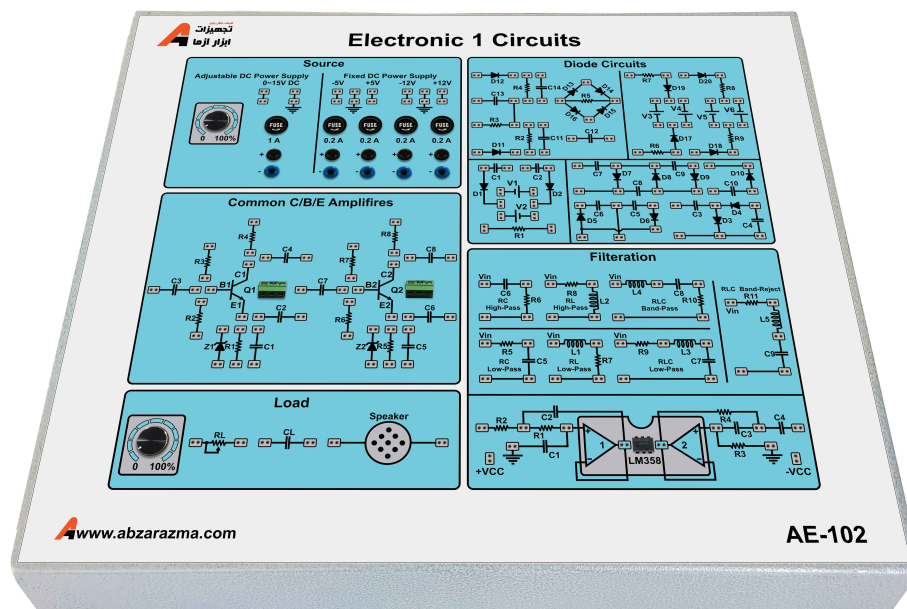 شرکت دانش بنیان
تجهیزات
ابزار آزما
Electronic 1 Circuits
Source
Adjustable DC Power Supply
0~15V DC
Fixed DC Power Supply
-5V +5V -12V +12V
0 100%
FUSE FUSE FUSE FUSE FUSE
1 A 0.2 A 0.2 A 0.2 A 0.2 A
+ + + + +
- - - - -
Diode Circuits
D12 R4 C14 C13 R3 R2 C11 D11
D13 D14 R5 D16 D15 C12
R7 D20 D19 R8 V3 V4 V5 V6 D17 R9 R6 D18
C1 C2 D1 V1 D2 V2 R1
C7 D7 D8 C9 D9 D10 C8 C10
C6 C5 D5 D6 C3 D4 D3 C4
Common C/B/E Amplifires
R4 C4 R3 C1 C3 B1 Q1 E1 R2 C2 Z1 R1 C1
R8 C8 R7 C2 C7 B2 Q2 E2 R6 C6 Z2 R5 C5
Filteration
Vin C6 R6
RC
High-Pass
Vin R8 L2
RL
High-Pass
Vin L4 C8 R10
RLC
Band-Pass
RLC Band-Reject
R11
Vin
L5
C9
Vin R5 C5
RC
Low-Pass
Vin L1 R7
RL
Low-Pass
Vin R9 L3 C7
RLC
Low-Pass
Load
0 100%
RL
CL
Speaker
R2 C2 R1 C1
+VCC
+ 1 -
LM358
+ 2 -
R4 C4 C3 R3
-VCC
www.abzarazma.com
AE-102